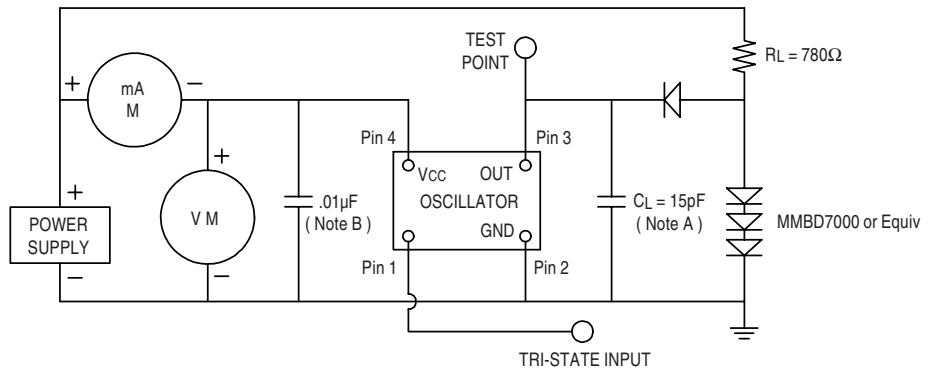 TEST
POINT
RL = 780Ω
+
−
mA
M
Pin 4
Pin 3
+
VCC
OUT
OSCILLATOR
+
.01µF
( Note B )
CL = 15pF
( Note A )
V M
POWER
SUPPLY
GND
MMBD7000 or Equiv
−
−
Pin 1
Pin 2
TRI-STATE INPUT